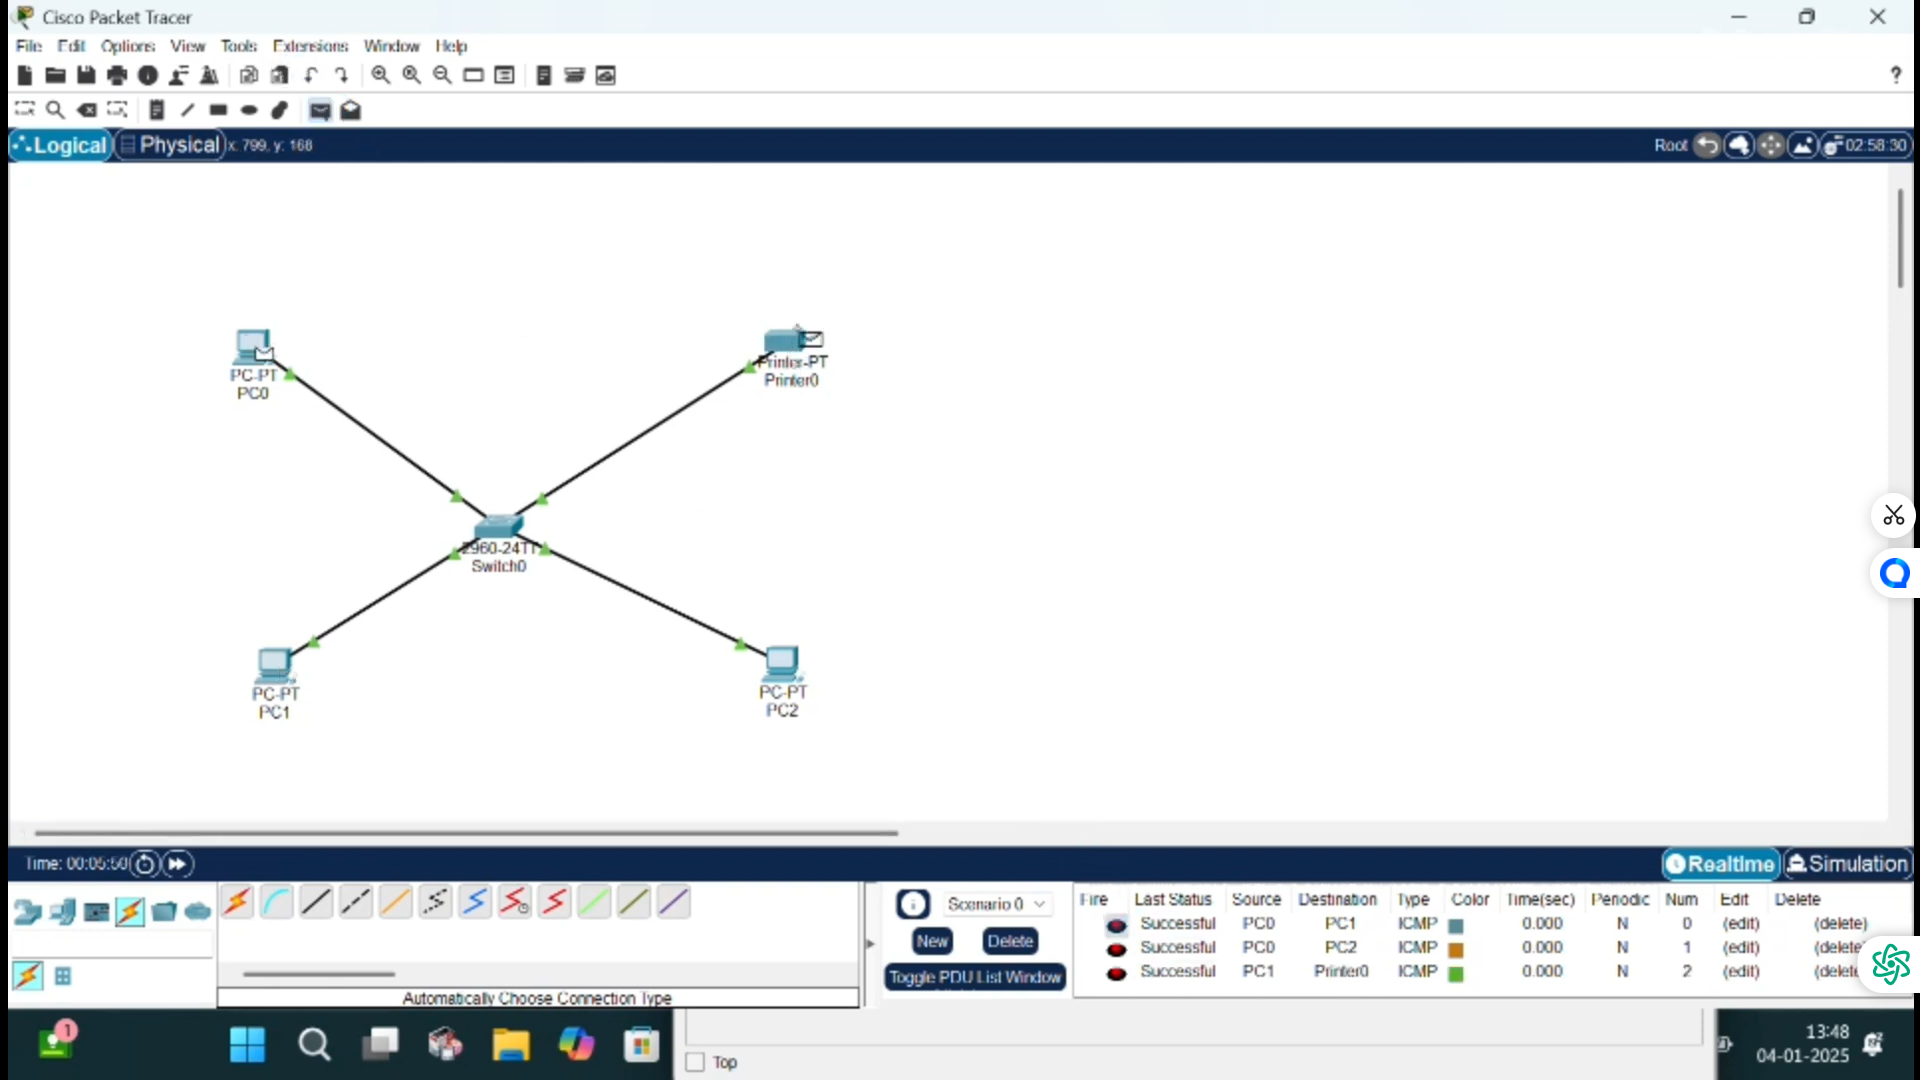 Cisco Packet Tracer
File Edit Options View Tools Extensions Window Help
?
Logical Physical x: 799, y: 168 Root 02:58:30
PC-PT
PC0
Printer-PT
Printer0
2960-24TT
Switch0
PC-PT
PC1
PC-PT
PC2
Time: 00:05:50 Realtime Simulation
Scenario 0
New Delete
Toggle PDU List Window
Automatically Choose Connection Type
Fire Last Status Source Destination Type Color Time(sec) Periodic Num Edit Delete
Successful PC0 PC1 ICMP 0.000 N 0 (edit) (delete)
Successful PC0 PC2 ICMP 0.000 N 1 (edit) (delete)
Successful PC1 Printer0 ICMP 0.000 N 2 (edit) (delete
1
Top
13:48
04-01-2025